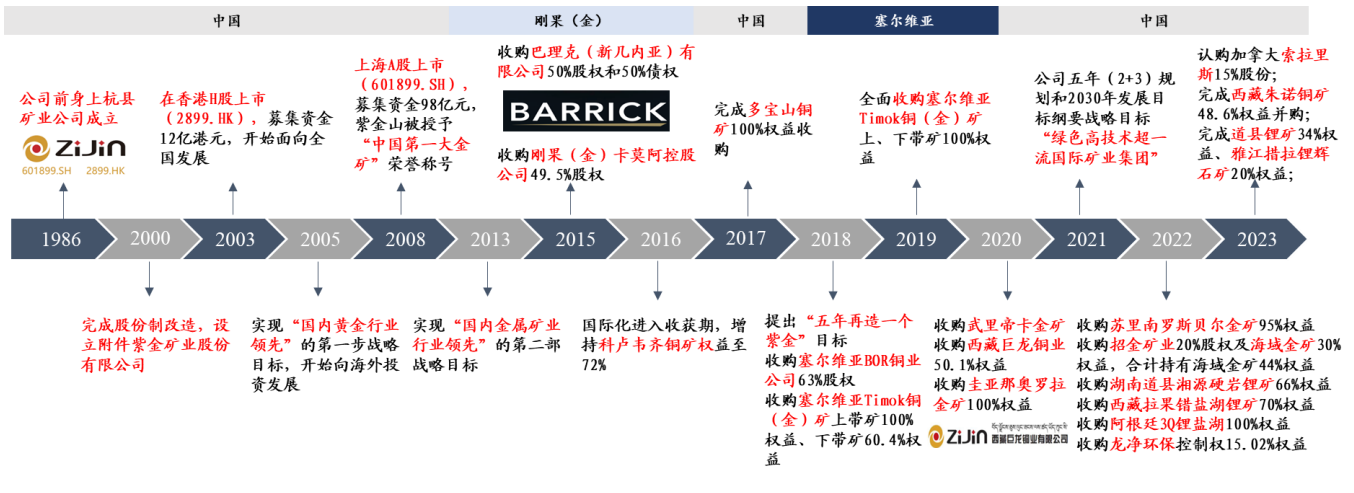 中国
刚果（金）
中国
塞尔维亚
中国
公司前身上杭县
矿业公司成立
ZiJin
601899.SH 2899.HK
在香港H股上市
（2899.HK），募集资金
12亿港元，开始面向全
国发展
上海A股上市
（601899.SH），
募集资金98亿元，
紫金山被授予
“中国第一大金
矿”荣誉称号
收购巴理克（新几内亚）有
限公司50%股权和50%债权
BARRICK
收购刚果（金）卡莫阿控股
公司49.5%股权
完成多宝山铜
矿100%权益收
购
全面收购塞尔维亚
Timok铜（金）矿
上、下带矿100%权
益
公司五年（2+3）规
划和2030年发展目
标纲要战略目标
“绿色高技术超一
流国际矿业集团”
认购加拿大索拉里
斯15%股份；
完成西藏朱诺铜矿
48.6%权益并购；
完成道县锂矿34%权
益、雅江措拉锂辉
石矿20%权益；
1986
2000
2003
2005
2008
2013
2015
2016
2017
2018
2019
2020
2021
2022
2023
完成股份制改造，设
立附件紫金矿业股份
有限公司
实现“国内黄金行业
领先”的第一步战略
目标，开始向海外投
资发展
实现“国内金属矿业
行业领先”的第二部
战略目标
国际化进入收获期，增
持科卢韦齐铜矿权益至
72%
提出“五年再造一个
紫金”目标
收购塞尔维亚BOR铜业
公司63%股权
收购塞尔维亚Timok铜
（金）矿上带矿100%
权益、下带矿60.4%权
益
收购武里蒂卡金矿
收购西藏巨龙铜业
50.1%权益
收购圭亚那奥罗拉
金矿100%权益
ZiJin
西藏巨龙铜业有限公司
收购苏里南罗斯贝尔金矿95%权益
收购招金矿业20%股权及海域金矿30%
权益，合计持有海域金矿44%权益
收购湖南道县湘源硬岩锂矿66%权益
收购西藏拉果错盐湖锂矿70%权益
收购阿根廷3Q锂盐湖100%权益
收购龙净环保控制权15.02%权益